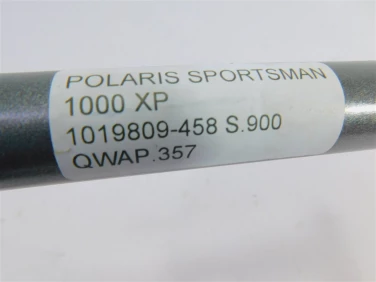 POLARIS SPORTSMAN
1000 XP
1019809-458 S.900
QWAP.357